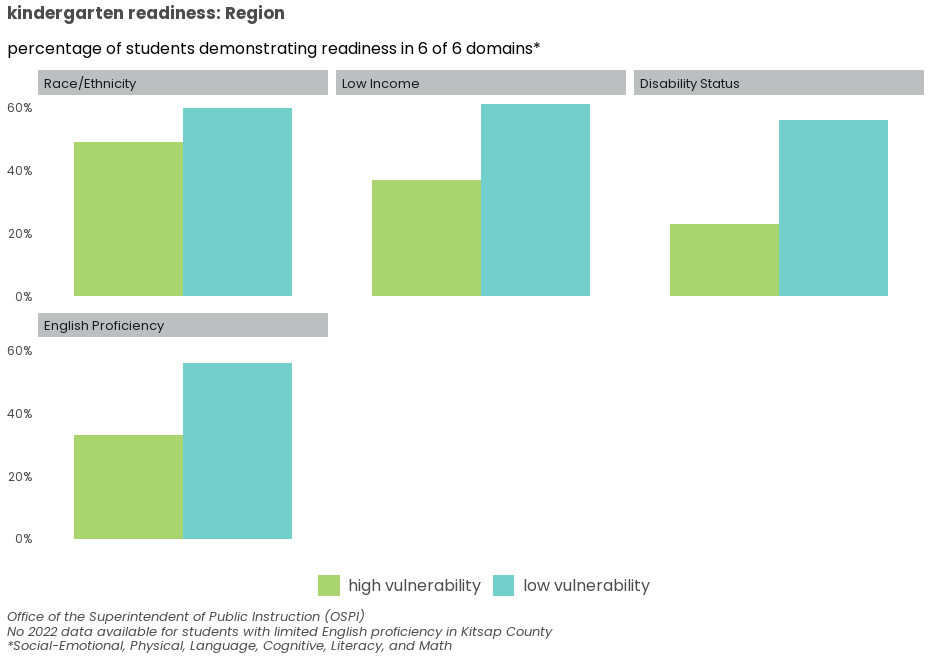 kindergarten readiness: Region
percentage of students demonstrating readiness in 6 of 6 domains*
Race/Ethnicity
Low Income
Disability Status
60%
40%
20%
0%
English Proficiency
60%
40%
20%
0%
high vulnerability
low vulnerability
Office of the Superintendent of Public Instruction (OSPI)
No 2022 data available for students with limited English proficiency in Kitsap County
*Social-Emotional, Physical, Language, Cognitive, Literacy, and Math